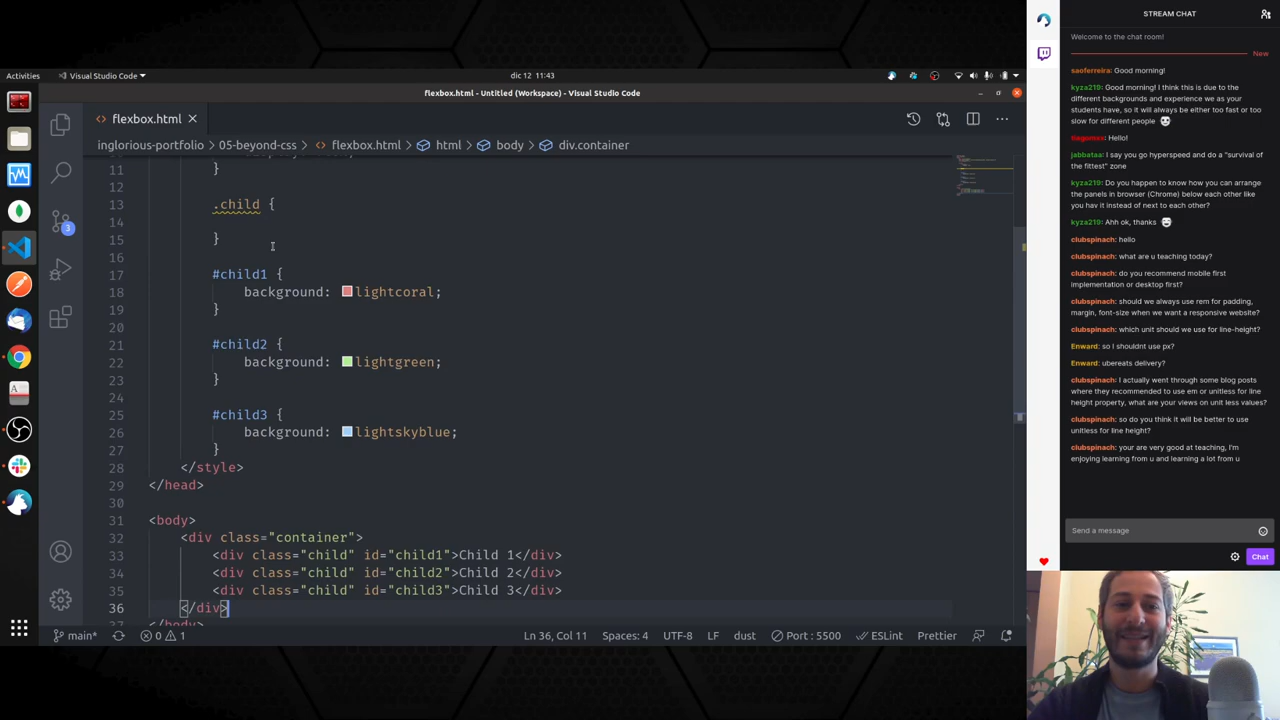 STREAM CHAT
Welcome to the chat room!
New
saoferreira: Good morning!
kyza219: Good morning! I think this is due to the
different backgrounds and experience we as your
students have, so it will always be either too fast or too
slow for different people
Hello!
jabbataa: I say you go hyperspeed and do a "survival of
the fittest" zone
kyza219: Do you happen to know how you can arrange
the panels in browser (Chrome) below each other like
you hav it instead of next to each other?
kyza219: Ahh ok, thanks
clubspinach: hello
clubspinach: what are u teaching today?
clubspinach: do you recommend mobile first
implementation or desktop first?
clubspinach: should we always use rem for padding,
margin, font-size when we want a responsive website?
clubspinach: which unit should we use for line-height?
Enward: so I shouldnt use px?
Enward: ubereats delivery?
clubspinach: I actually went through some blog posts
where they recommended to use em or unitless for line
height property, what are your views on unit less values?
clubspinach: so do you think it will be better to use
unitless for line height?
clubspinach: your are very good at teaching, I'm
enjoying learning from u and learning a lot from u
Send a message
Chat
Activities Visual Studio Code dic 12 11:43
flexbox.html - Untitled (Workspace) - Visual Studio Code
flexbox.html
inglorious-portfolio 05-beyond-css flexbox.html html body div.container
11 }
12
13 .child {
14
15 }
16
17 #child1 {
18 background: lightcoral;
19 }
20
21 #child2 {
22 background: lightgreen;
23 }
24
25 #child3 {
26 background: lightskyblue;
27 }
28 </style>
29 </head>
30
31 <body>
32 <div class="container">
33 <div class="child" id="child1">Child 1</div>
34 <div class="child" id="child2">Child 2</div>
35 <div class="child" id="child3">Child 3</div>
36 </div>
3
main* 0 1 Ln 36, Col 11 Spaces: 4 UTF-8 LF dust Port : 5500 ESLint Prettier